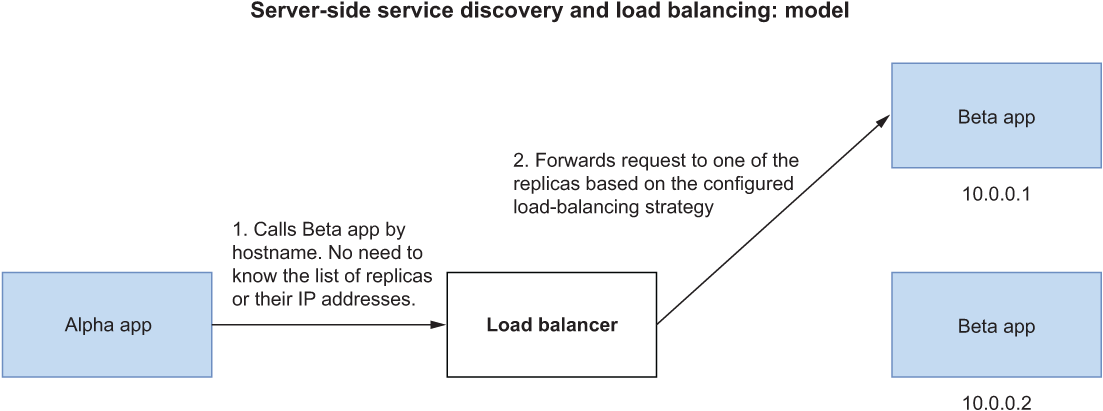 Server-side service discovery and load balancing: model
Beta app
10.0.0.1
2. Forwards request to one of the
replicas based on the configured
load-balancing strategy
1. Calls Beta app by
hostname. No need to
know the list of replicas
or their IP addresses.
Alpha app
Load balancer
Beta app
10.0.0.2